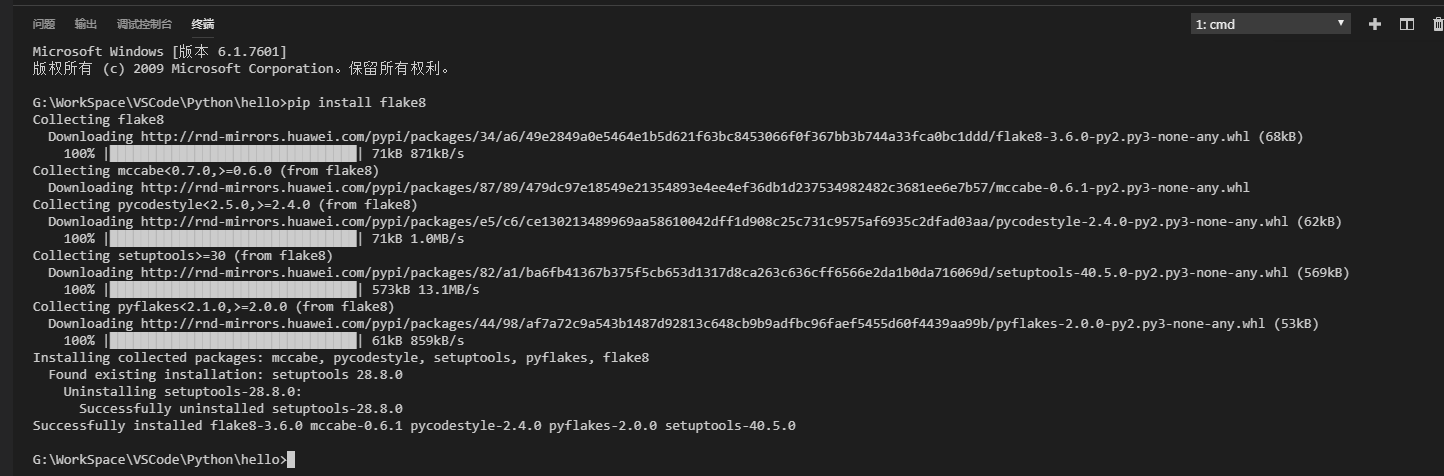 问题 输出 调试控制台 终端 1: cmd
Microsoft Windows [版本 6.1.7601]
版权所有 (c) 2009 Microsoft Corporation。保留所有权利。
G:\WorkSpace\VSCode\Python\hello>pip install flake8
Collecting flake8
Downloading http://rnd-mirrors.huawei.com/pypi/packages/34/a6/49e2849a0e5464e1b5d621f63bc8453066f0f367bb3b744a33fca0bc1ddd/flake8-3.6.0-py2.py3-none-any.whl (68kB)
100% |████████████████████████████████| 71kB 871kB/s
Collecting mccabe<0.7.0,>=0.6.0 (from flake8)
Downloading http://rnd-mirrors.huawei.com/pypi/packages/87/89/479dc97e18549e21354893e4ee4ef36db1d237534982482c3681ee6e7b57/mccabe-0.6.1-py2.py3-none-any.whl
Collecting pycodestyle<2.5.0,>=2.4.0 (from flake8)
Downloading http://rnd-mirrors.huawei.com/pypi/packages/e5/c6/ce130213489969aa58610042dff1d908c25c731c9575af6935c2dfad03aa/pycodestyle-2.4.0-py2.py3-none-any.whl (62kB)
100% |████████████████████████████████| 71kB 1.0MB/s
Collecting setuptools>=30 (from flake8)
Downloading http://rnd-mirrors.huawei.com/pypi/packages/82/a1/ba6fb41367b375f5cb653d1317d8ca263c636cff6566e2da1b0da716069d/setuptools-40.5.0-py2.py3-none-any.whl (569kB)
100% |████████████████████████████████| 573kB 13.1MB/s
Collecting pyflakes<2.1.0,>=2.0.0 (from flake8)
Downloading http://rnd-mirrors.huawei.com/pypi/packages/44/98/af7a72c9a543b1487d92813c648cb9b9adfbc96faef5455d60f4439aa99b/pyflakes-2.0.0-py2.py3-none-any.whl (53kB)
100% |████████████████████████████████| 61kB 859kB/s
Installing collected packages: mccabe, pycodestyle, setuptools, pyflakes, flake8
Found existing installation: setuptools 28.8.0
Uninstalling setuptools-28.8.0:
Successfully uninstalled setuptools-28.8.0
Successfully installed flake8-3.6.0 mccabe-0.6.1 pycodestyle-2.4.0 pyflakes-2.0.0 setuptools-40.5.0
G:\WorkSpace\VSCode\Python\hello>